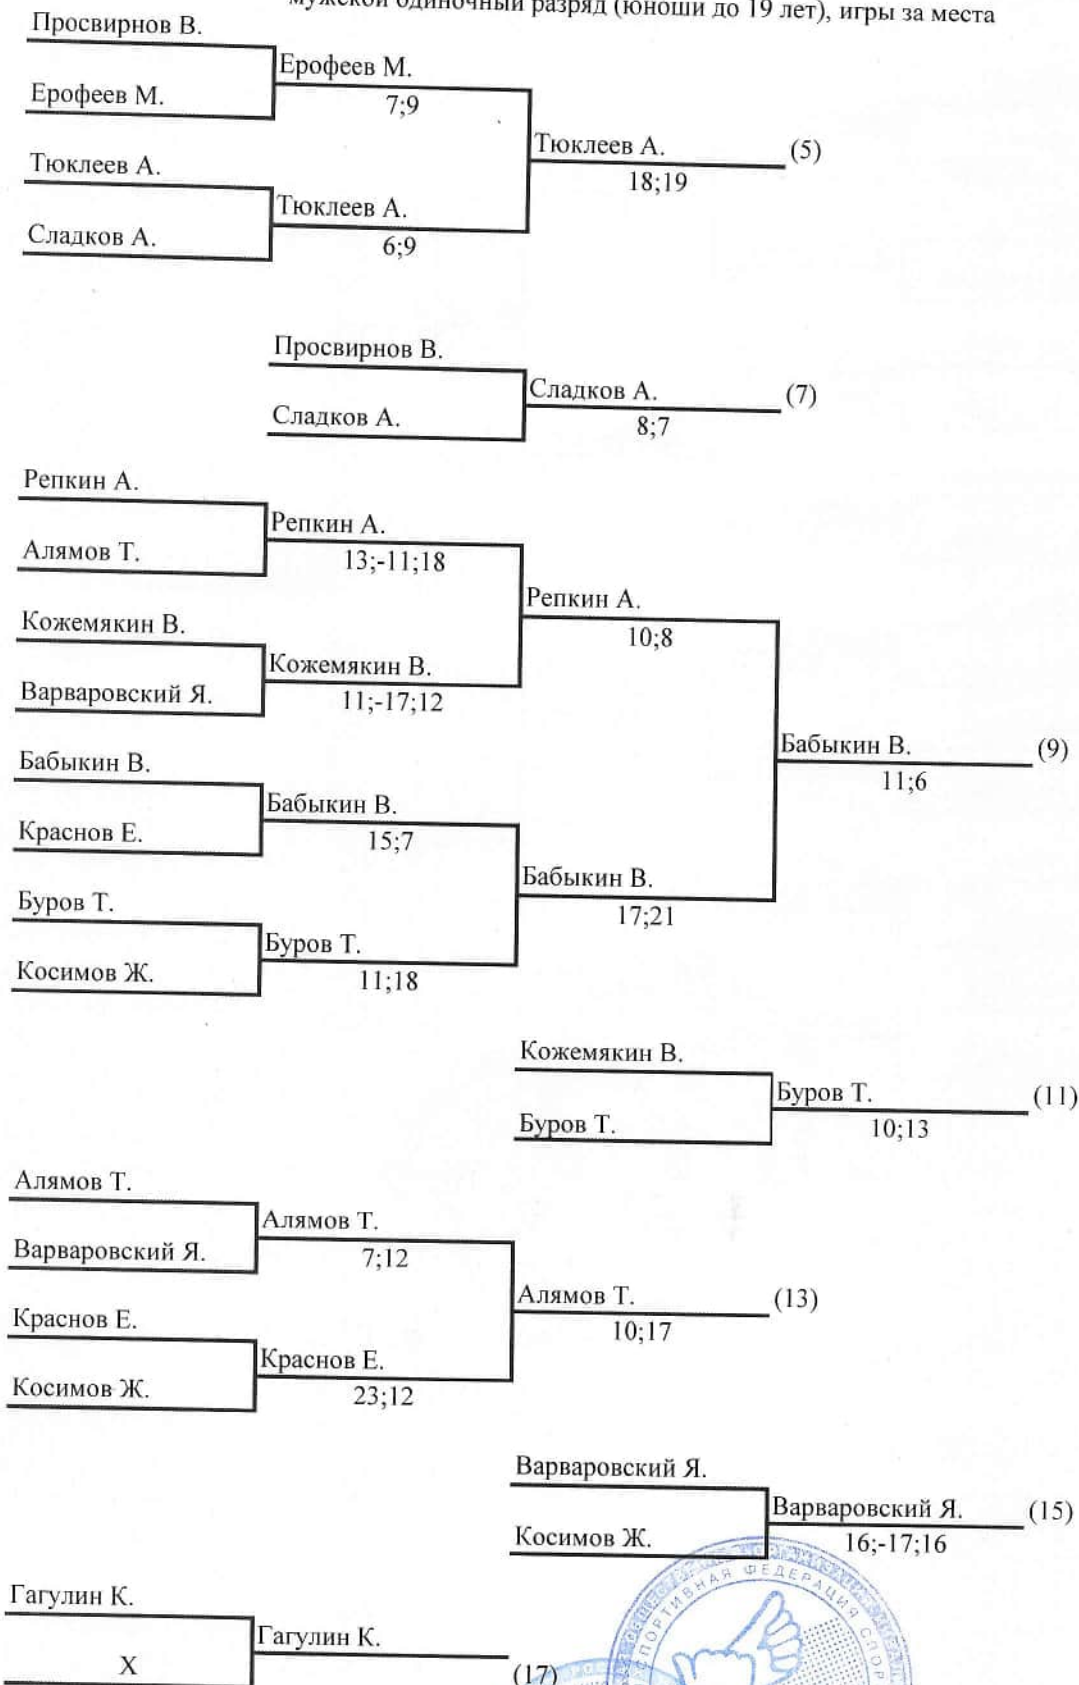 мужской одиночный разряд (юноши до 19 лет), игры за места
Просвирнов В.
Ерофеев М.
Ерофеев М.
7;9
Тюклеев А.
(5)
18;19
Тюклеев А.
Тюклеев А.
Сладков А.
6;9
Просвирнов В.
Сладков А.
(7)
Сладков А.
8;7
Репкин А.
Репкин А.
Алямов Т.
13;-11;18
Репкин А.
10;8
Кожемякин В.
Кожемякин В.
Варваровский Я.
11;-17;12
Бабыкин В.
(9)
11;6
Бабыкин В.
Бабыкин В.
Краснов Е.
15;7
Бабыкин В.
17;21
Буров Т.
Буров Т.
Косимов Ж.
11;18
Кожемякин В.
Буров Т.
(11)
Буров Т.
10;13
Алямов Т.
Алямов Т.
Варваровский Я.
7;12
Алямов Т.
(13)
10;17
Краснов Е.
Краснов Е.
Косимов Ж.
23;12
Варваровский Я.
Варваровский Я.
(15)
Косимов Ж.
16;-17;16
Гагулин К.
Гагулин К.
X
(17)
СПОРТИВНАЯ ФЕДЕРАЦИЯ СПОР